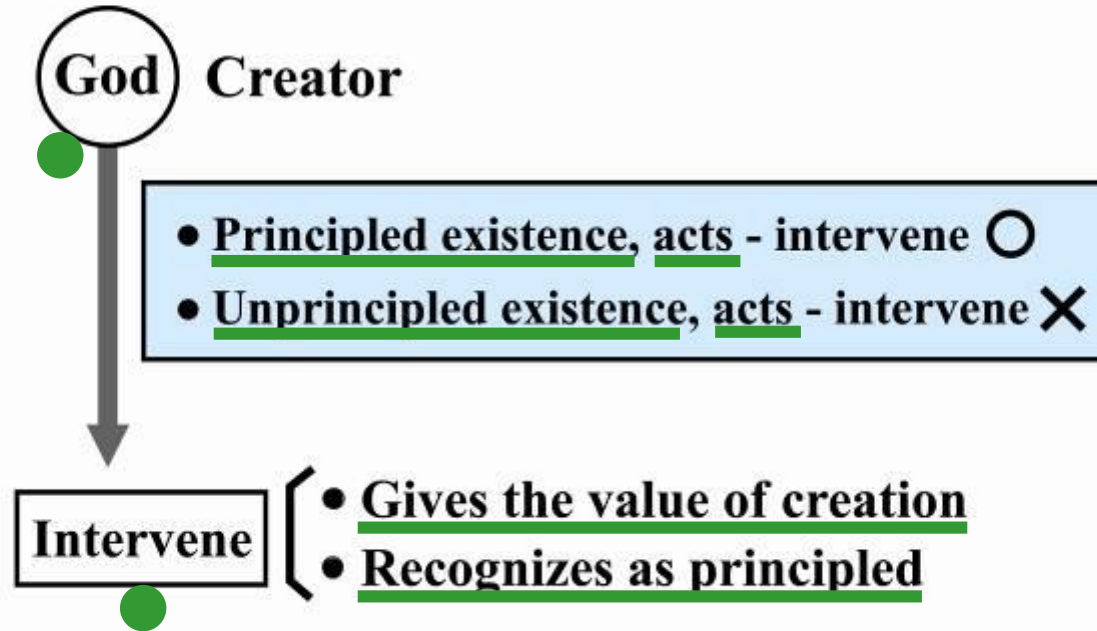 God Creator
• Principled existence, acts - intervene ○
• Unprincipled existence, acts - intervene ✕
Intervene
• Gives the value of creation
• Recognizes as principled